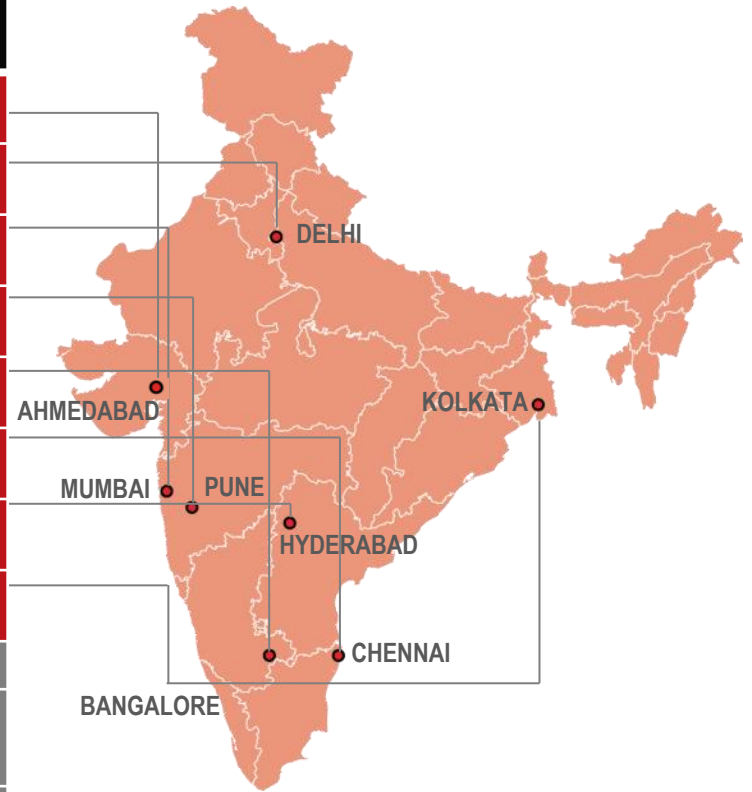 DELHI
AHMEDABAD
KOLKATA
MUMBAI
PUNE
HYDERABAD
CHENNAI
BANGALORE